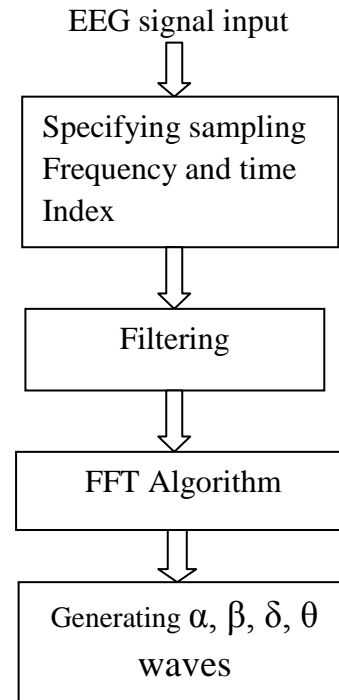 EEG signal input
Specifying sampling
Frequency and time
Index
Filtering
FFT Algorithm
Generating α, β, δ, θ
waves